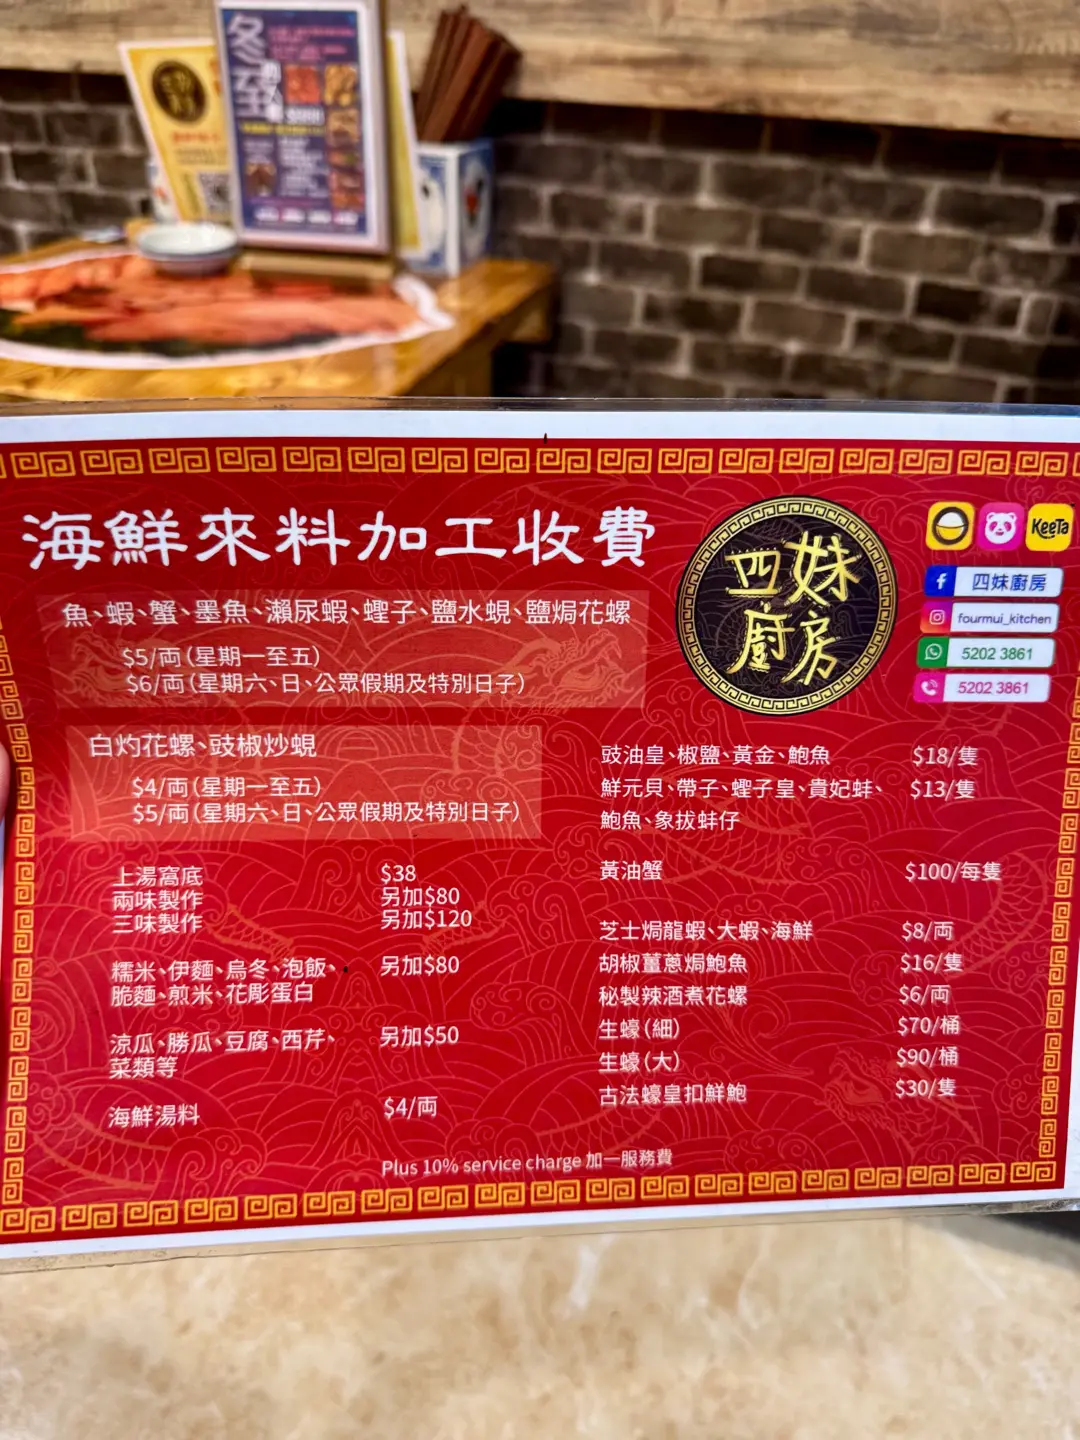 冬至
海鮮來料加工收費
魚、蝦、蟹、墨魚、瀨尿蝦、蟶子、鹽水蜆、鹽焗花螺
$5/両(星期一至五)
$6/両(星期六、日、公眾假期及特別日子)
白灼花螺、豉椒炒蜆
$4/両(星期一至五)
$5/両(星期六、日、公眾假期及特別日子)
上湯窩底 $38
兩味製作 另加$80
三味製作 另加$120
糯米、伊麵、烏冬、泡飯、 另加$80
脆麵、煎米、花彫蛋白
涼瓜、勝瓜、豆腐、西芹、 另加$50
菜類等
海鮮湯料 $4/両
四妹
廚房
KeeTa
四妹廚房
fourmui_kitchen
5202 3861
5202 3861
豉油皇、椒鹽、黃金、鮑魚 $18/隻
鮮元貝、帶子、蟶子皇、貴妃蚌、 $13/隻
鮑魚、象拔蚌仔
黃油蟹 $100/每隻
芝士焗龍蝦、大蝦、海鮮 $8/両
胡椒薑蔥焗鮑魚 $16/隻
秘製辣酒煮花螺 $6/両
生蠔(細) $70/桶
生蠔(大) $90/桶
古法蠔皇扣鮮鮑 $30/隻
Plus 10% service charge 加一服務費